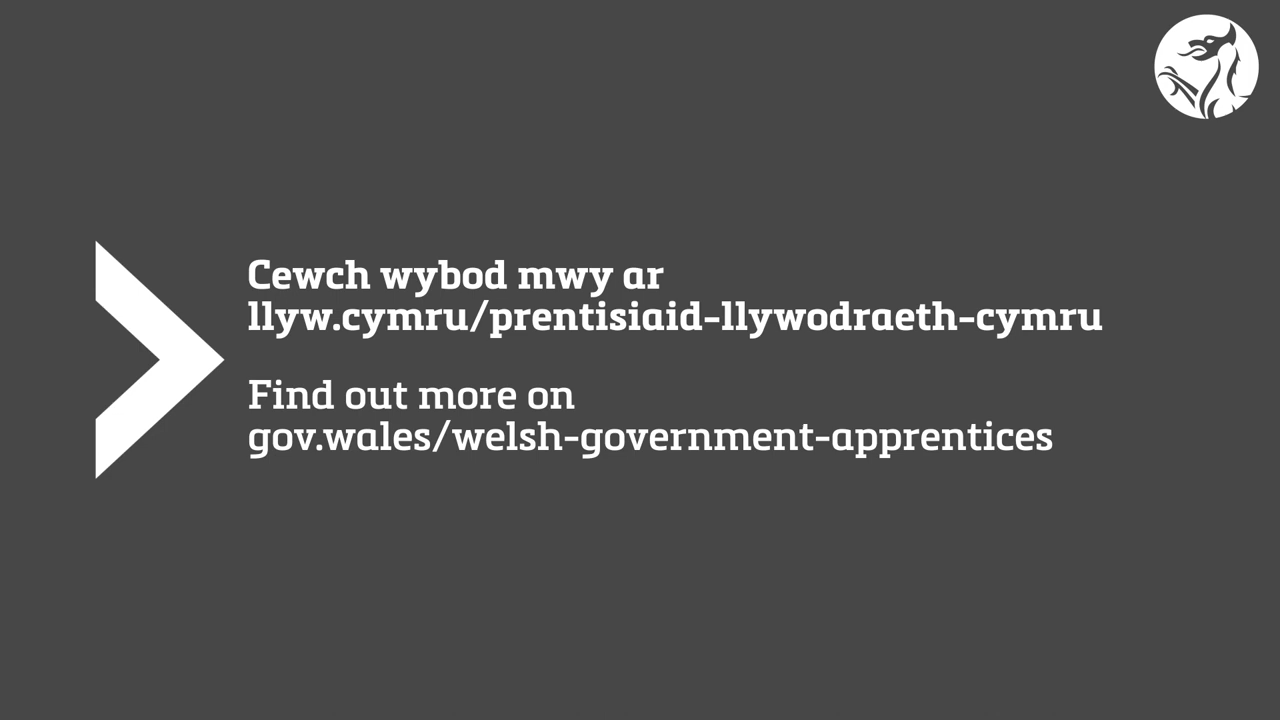 Cewch wybod mwy ar
llyw.cymru/prentisiaid-llywodraeth-cymru
Find out more on
gov.wales/welsh-government-apprentices